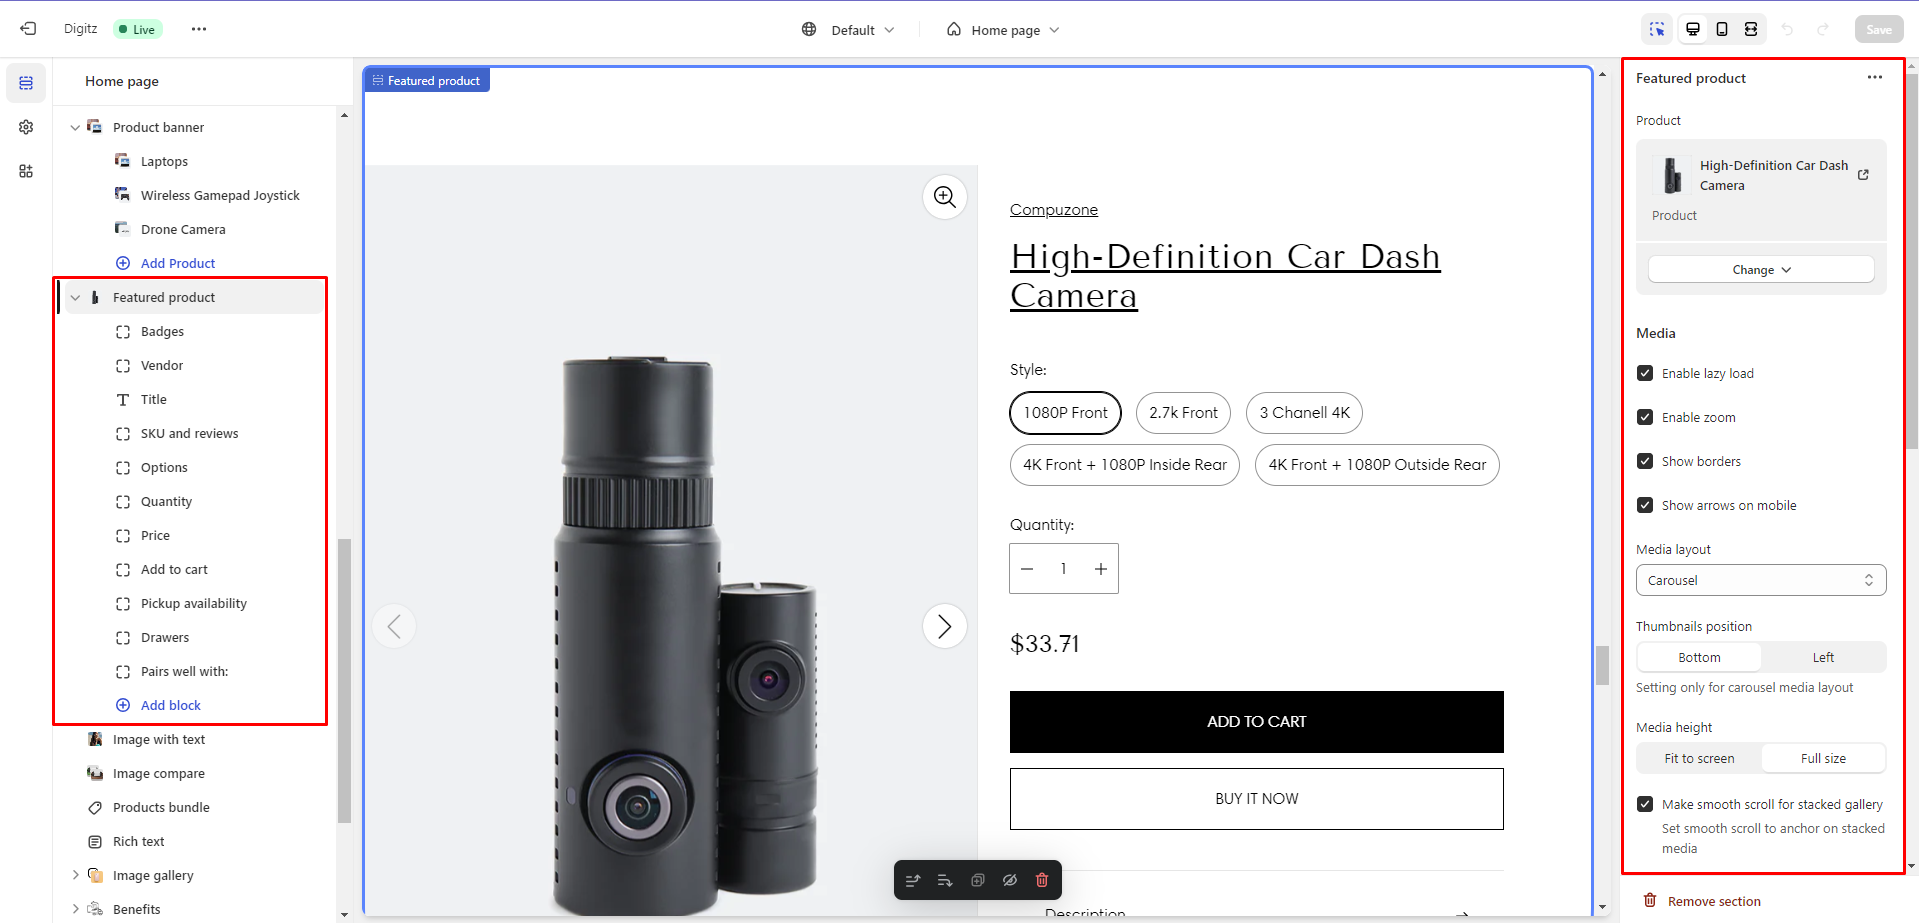 Digitz
Live
Default
Home page
Save
Home page
Product banner
Laptops
Wireless Gamepad Joystick
Drone Camera
Add Product
Featured product
Badges
Vendor
Title
SKU and reviews
Options
Quantity
Price
Add to cart
Pickup availability
Drawers
Pairs well with:
Add block
Image with text
Image compare
Products bundle
Rich text
Image gallery
Benefits
Featured product
Compuzone
High-Definition Car Dash
Camera
Style:
1080P Front
2.7k Front
3 Chanell 4K
4K Front + 1080P Inside Rear
4K Front + 1080P Outside Rear
Quantity:
1
$33.71
ADD TO CART
BUY IT NOW
Description
Featured product
Product
High-Definition Car Dash
Camera
Product
Change
Media
Enable lazy load
Enable zoom
Show borders
Show arrows on mobile
Media layout
Carousel
Thumbnails position
Bottom
Left
Setting only for carousel media layout
Media height
Fit to screen
Full size
Make smooth scroll for stacked gallery
Set smooth scroll to anchor on stacked
media
Remove section